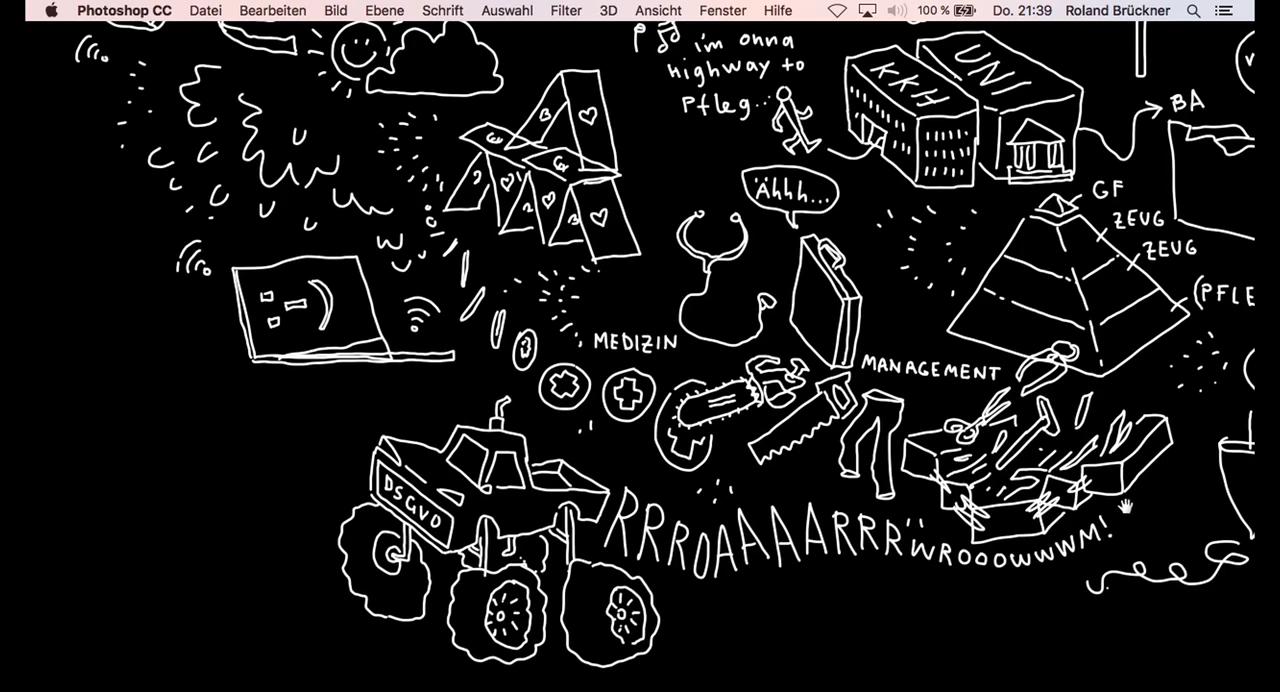 Photoshop CC Datei Bearbeiten Bild Ebene Schrift Auswahl Filter 3D Ansicht Fenster Hilfe 100 % Do. 21:39 Roland Brückner
i'm onna
Highway to
Pfleg...
KKH
UNI
BA
Ähhh...
GF
ZEUG
ZEUG
(PFLE
MEDIZIN
MANAGEMENT
DSGVO
RRROAAAARRR
WROOOWWWM!